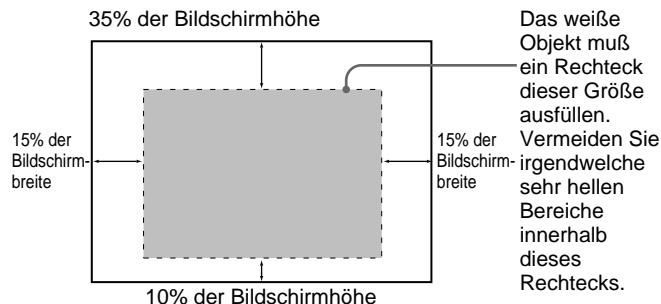 35% der Bildschirmhöhe
15% der
Bildschirm-
breite
15% der
Bildschirm-
breite
Das weiße
Objekt muß
ein Rechteck
dieser Größe
ausfüllen.
Vermeiden Sie
irgendwelche
sehr hellen
Bereiche
innerhalb
dieses
Rechtecks.
10% der Bildschirmhöhe